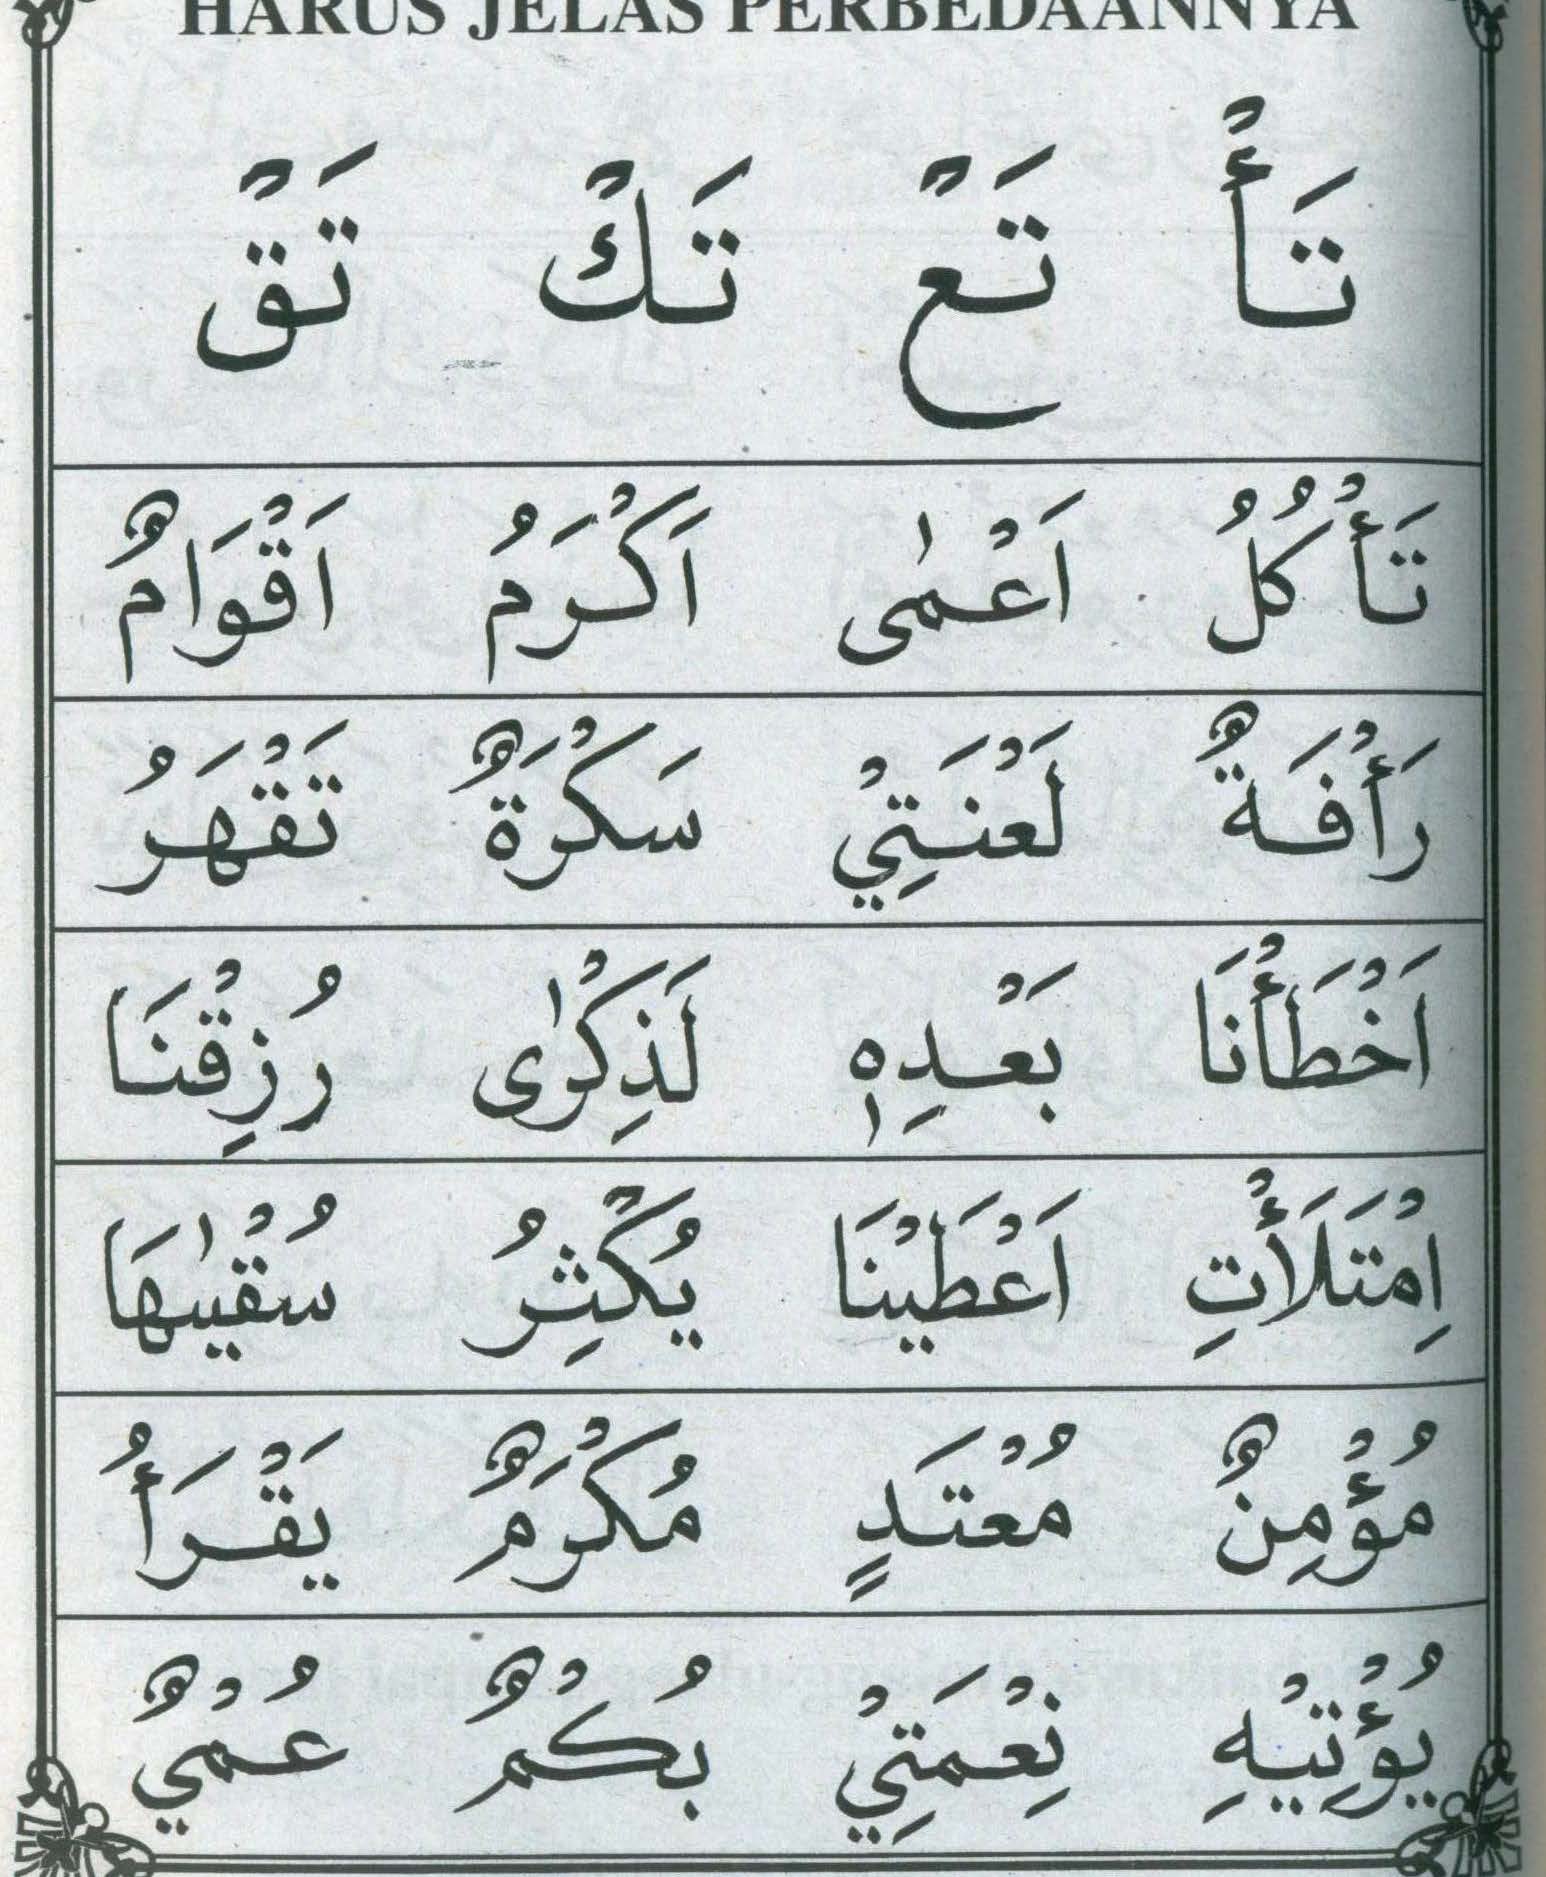 HARUS JELAS PERBEDAANNYA
تَأْ تَعْ تَكْ تَقْ
تَأْكُلُ اَعْمٰى اَكْرَمُ اَقْوَامٌ
رَأْفَةٌ لَعْنَتِيْ سَكْرَةٌ تَقْهَرُ
اَخْطَأْنَا بَعْدِهٖ لَذِكْرٰى رُزِقْنَا
اِمْتَلَأْتِ اَعْطَيْنَا يُكْثِرُ سُقْيٰهَا
مُؤْمِنٌ مُعْتَدٍ مُكْرَمٌ يَقْرَأُ
يُؤْتِيْهِ نِعْمَتِيْ بُكْمٌ عُمْيٌ